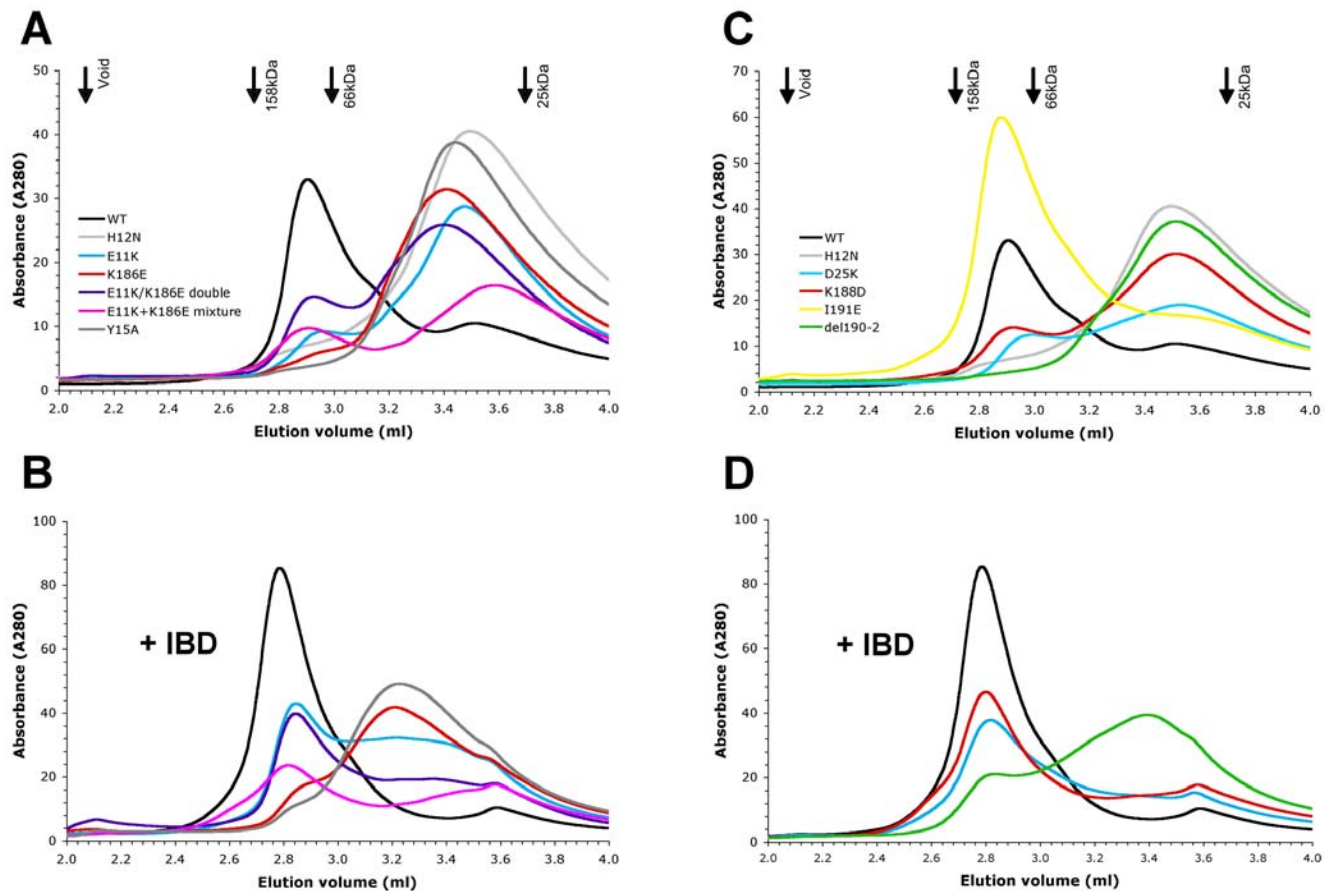 A
Void
158kDa
66kDa
25kDa
50
40
30
20
10
0
Absorbance (A280)
WT
H12N
E11K
K186E
E11K/K186E double
E11K+K186E mixture
Y15A
2.0 2.2 2.4 2.6 2.8 3.0 3.2 3.4 3.6 3.8 4.0
Elution volume (ml)
C
Void
158kDa
66kDa
25kDa
70
60
50
40
30
20
10
0
Absorbance (A280)
WT
H12N
D25K
K188D
I191E
del190-2
2.0 2.2 2.4 2.6 2.8 3.0 3.2 3.4 3.6 3.8 4.0
Elution volume (ml)
B
100
80
60
40
20
0
Absorbance (A280)
+ IBD
2.0 2.2 2.4 2.6 2.8 3.0 3.2 3.4 3.6 3.8 4.0
Elution volume (ml)
D
100
80
60
40
20
0
Absorbance (A280)
+ IBD
2.0 2.2 2.4 2.6 2.8 3.0 3.2 3.4 3.6 3.8 4.0
Elution volume (ml)